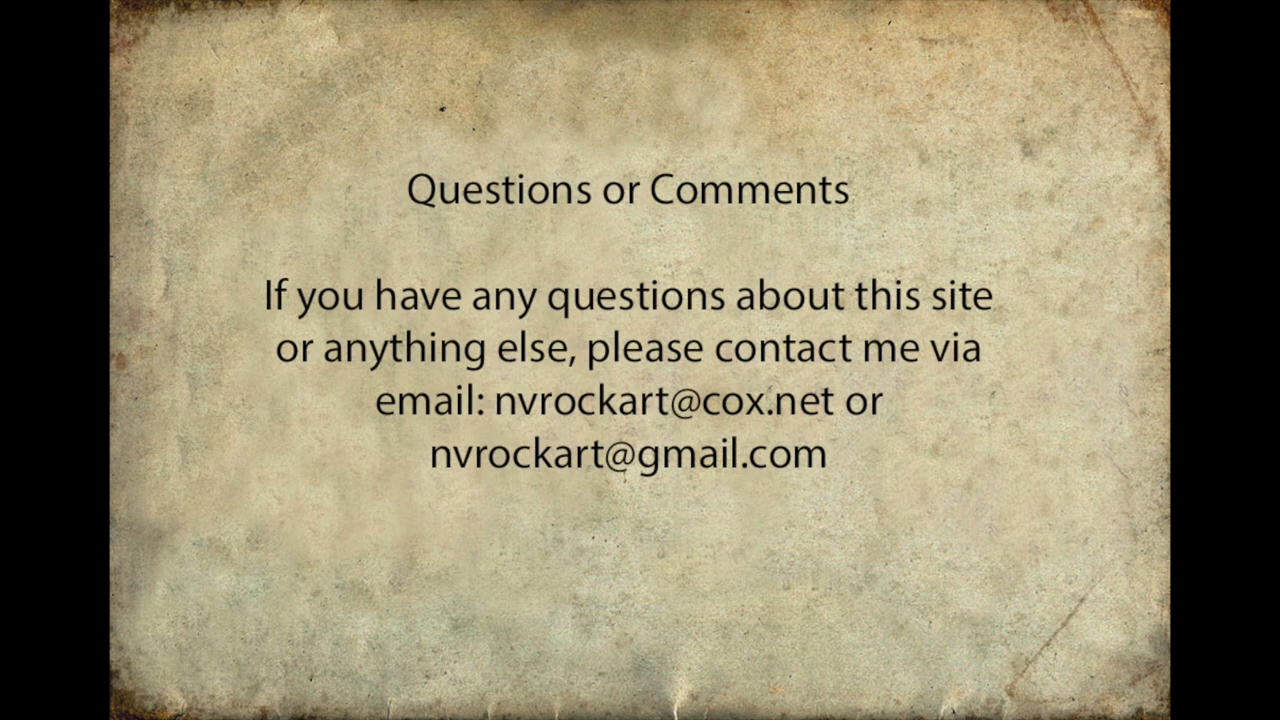 Questions or Comments
If you have any questions about this site
or anything else, please contact me via
email: nvrockart@cox.net or
nvrockart@gmail.com